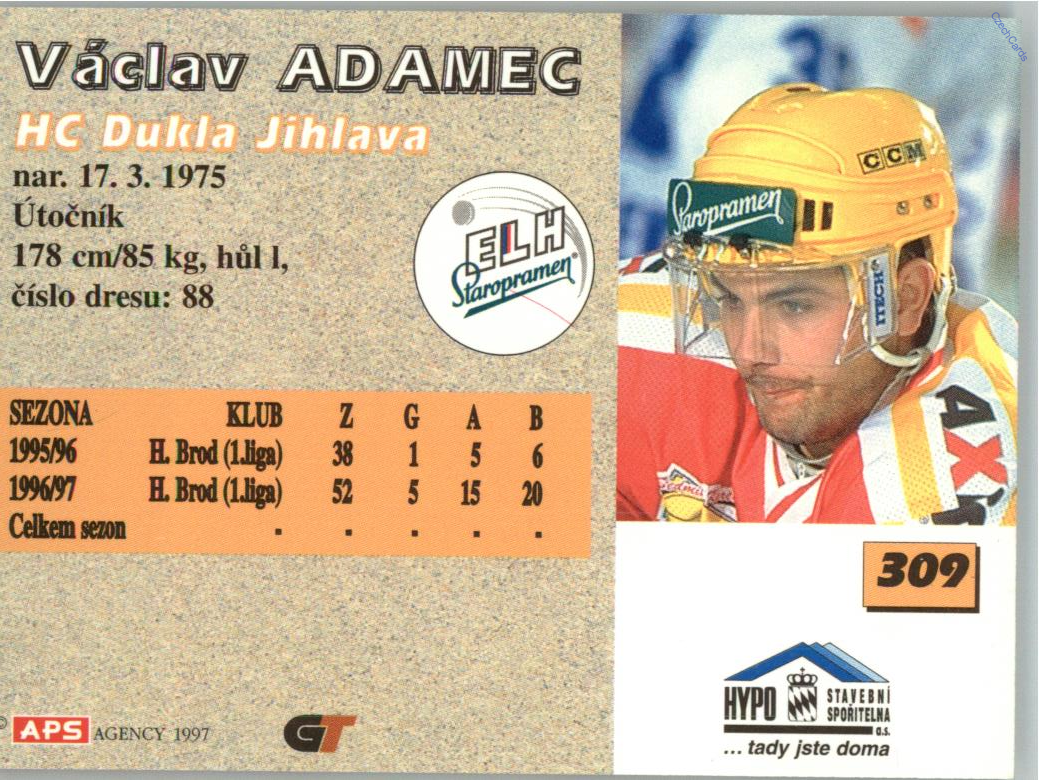 Václav ADAMEC
HC Dukla Jihlava
nar. 17. 3. 1975
Útočník
178 cm/85 kg, hůl l,
číslo dresu: 88
ELH
Staropramen
SEZONA KLUB Z G A B
1995/96 H. Brod (1.liga) 38 1 5 6
1996/97 H. Brod (1.liga) 52 5 15 20
Celkem sezon - - - -
© APS AGENCY 1997
GT
CzechCards
CCM
Staropramen
ITECH
4X
309
HYPO STAVEBNÍ
SPOŘITELNA
a.s.
... tady jste doma